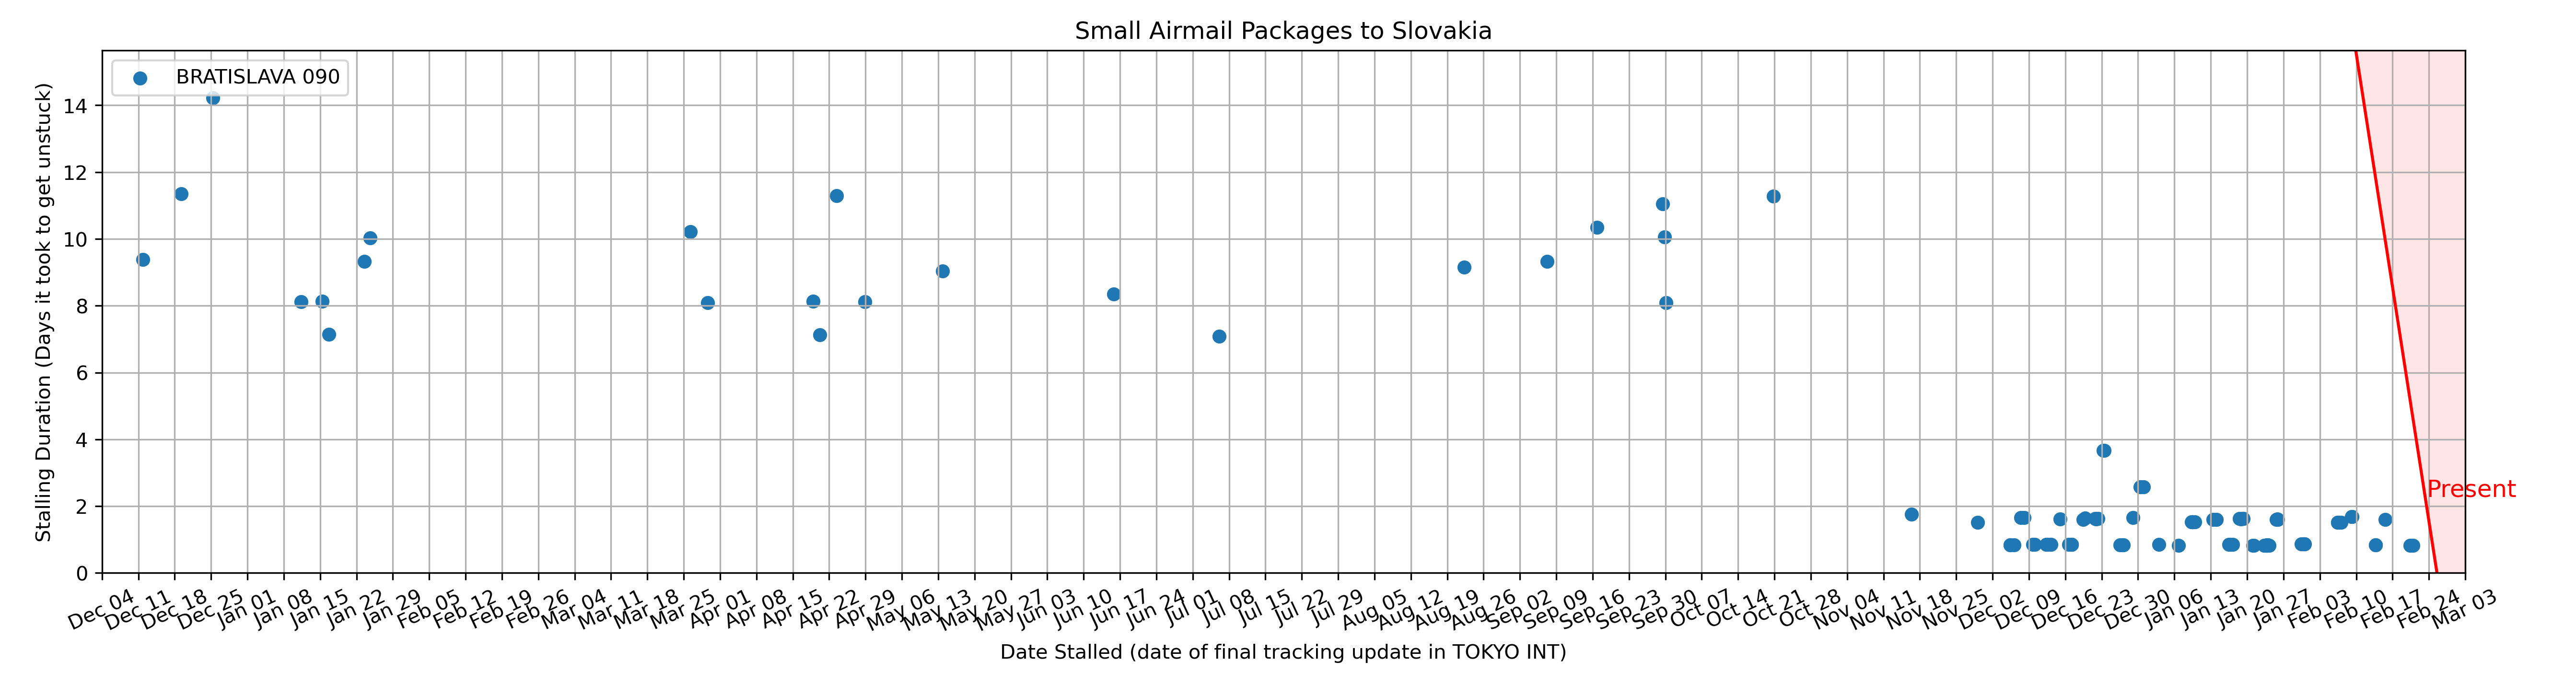 Small Airmail Packages to Slovakia
BRATISLAVA 090
Stalling Duration (Days it took to get unstuck)
14
12
10
8
6
4
2
0
Present
Dec 04
Dec 11
Dec 18
Dec 25
Jan 01
Jan 08
Jan 15
Jan 22
Jan 29
Feb 05
Feb 12
Feb 19
Feb 26
Mar 04
Mar 11
Mar 18
Mar 25
Apr 01
Apr 08
Apr 15
Apr 22
Apr 29
May 06
May 13
May 20
May 27
Jun 03
Jun 10
Jun 17
Jun 24
Jul 01
Jul 08
Jul 15
Jul 22
Jul 29
Aug 05
Aug 12
Aug 19
Aug 26
Sep 02
Sep 09
Sep 16
Sep 23
Sep 30
Oct 07
Oct 14
Oct 21
Oct 28
Nov 04
Nov 11
Nov 18
Nov 25
Dec 02
Dec 09
Dec 16
Dec 23
Dec 30
Jan 06
Jan 13
Jan 20
Jan 27
Feb 03
Feb 10
Feb 17
Feb 24
Mar 03
Date Stalled (date of final tracking update in TOKYO INT)